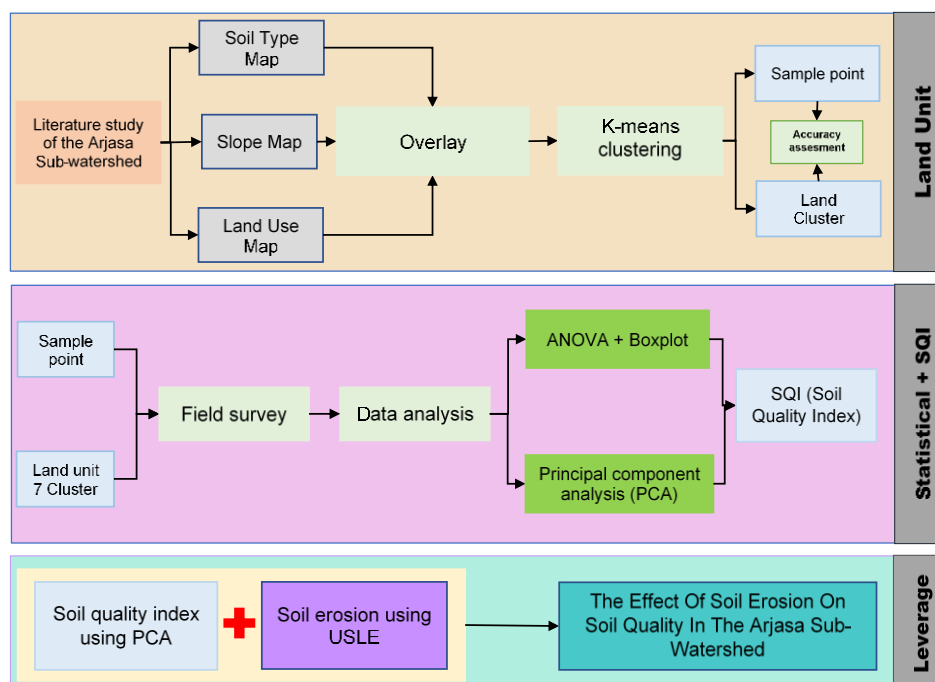 Soil Type
Map
Literature study
of the Arjasa
Sub-watershed
Slope Map
Land Use
Map
Overlay
K-means
clustering
Sample point
Accuracy
assesment
Land
Cluster
Land Unit
Sample
point
Land unit
7 Cluster
Field survey
Data analysis
ANOVA + Boxplot
Principal component
analysis (PCA)
SQI (Soil
Quality Index)
Statistical + SQI
Soil quality index
using PCA
Soil erosion using
USLE
The Effect Of Soil Erosion On
Soil Quality In The Arjasa Sub-
Watershed
Leverage